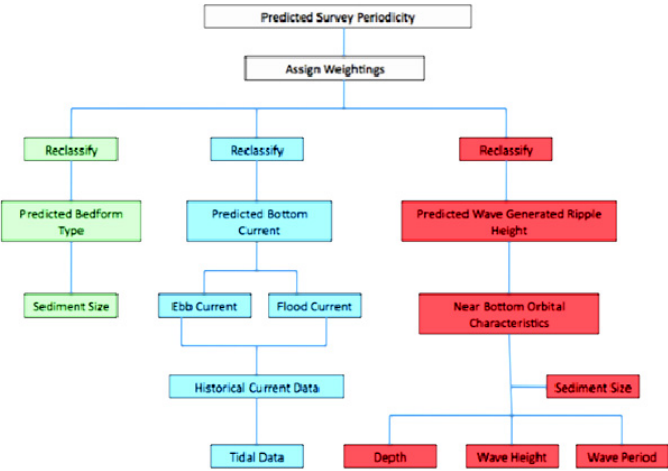 Predicted Survey Periodicity
Assign Weightings
Reclassify
Reclassify
Reclassify
Predicted Bedform
Type
Predicted Bottom
Current
Predicted Wave Generated Ripple
Height
Sediment Size
Ebb Current
Flood Current
Near Bottom Orbital
Characteristics
Historical Current Data
Sediment Size
Tidal Data
Depth
Wave Height
Wave Period